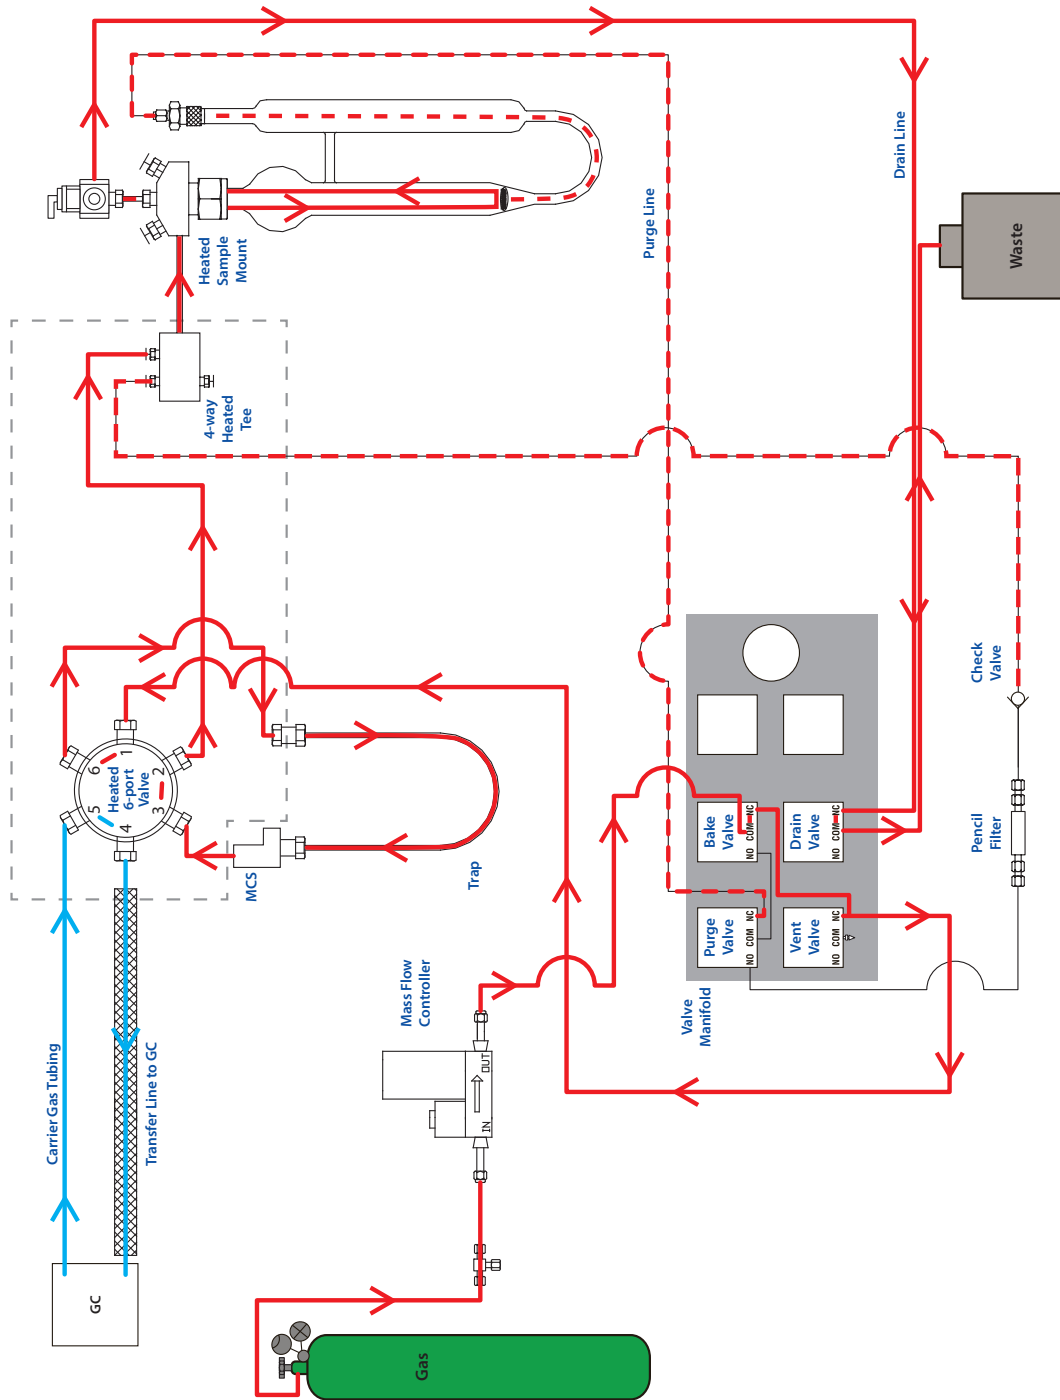 Heated
Sample
Mount
4-way
Heated
Tee
Purge Line
Drain Line
Waste
Heated
6-port
Valve
1
2
3
4
5
6
MCS
Trap
Carrier Gas Tubing
Transfer Line to GC
GC
Mass Flow
Controller
IN
OUT
Gas
Valve
Manifold
Purge
Valve
NO COM NC
Bake
Valve
NO COM NC
Vent
Valve
NO COM NC
Drain
Valve
NO COM NC
Check
Valve
Pencil
Filter